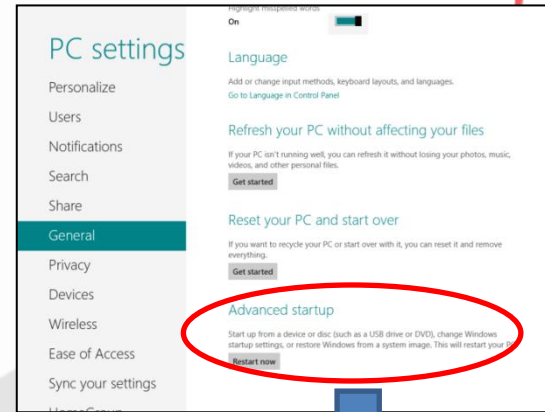 PC settings
Personalize
Users
Notifications
Search
Share
General
Privacy
Devices
Wireless
Ease of Access
Sync your settings
HomeGroup
Highlight misspelled words
On
Language
Add or change input methods, keyboard layouts, and languages.
Go to Language in Control Panel
Refresh your PC without affecting your files
If your PC isn't running well, you can refresh it without losing your photos, music,
videos, and other personal files.
Get started
Reset your PC and start over
If you want to recycle your PC or start over with it, you can reset it and remove
everything.
Get started
Advanced startup
Start up from a device or disc (such as a USB drive or DVD), change Windows
startup settings, or restore Windows from a system image. This will restart your PC.
Restart now